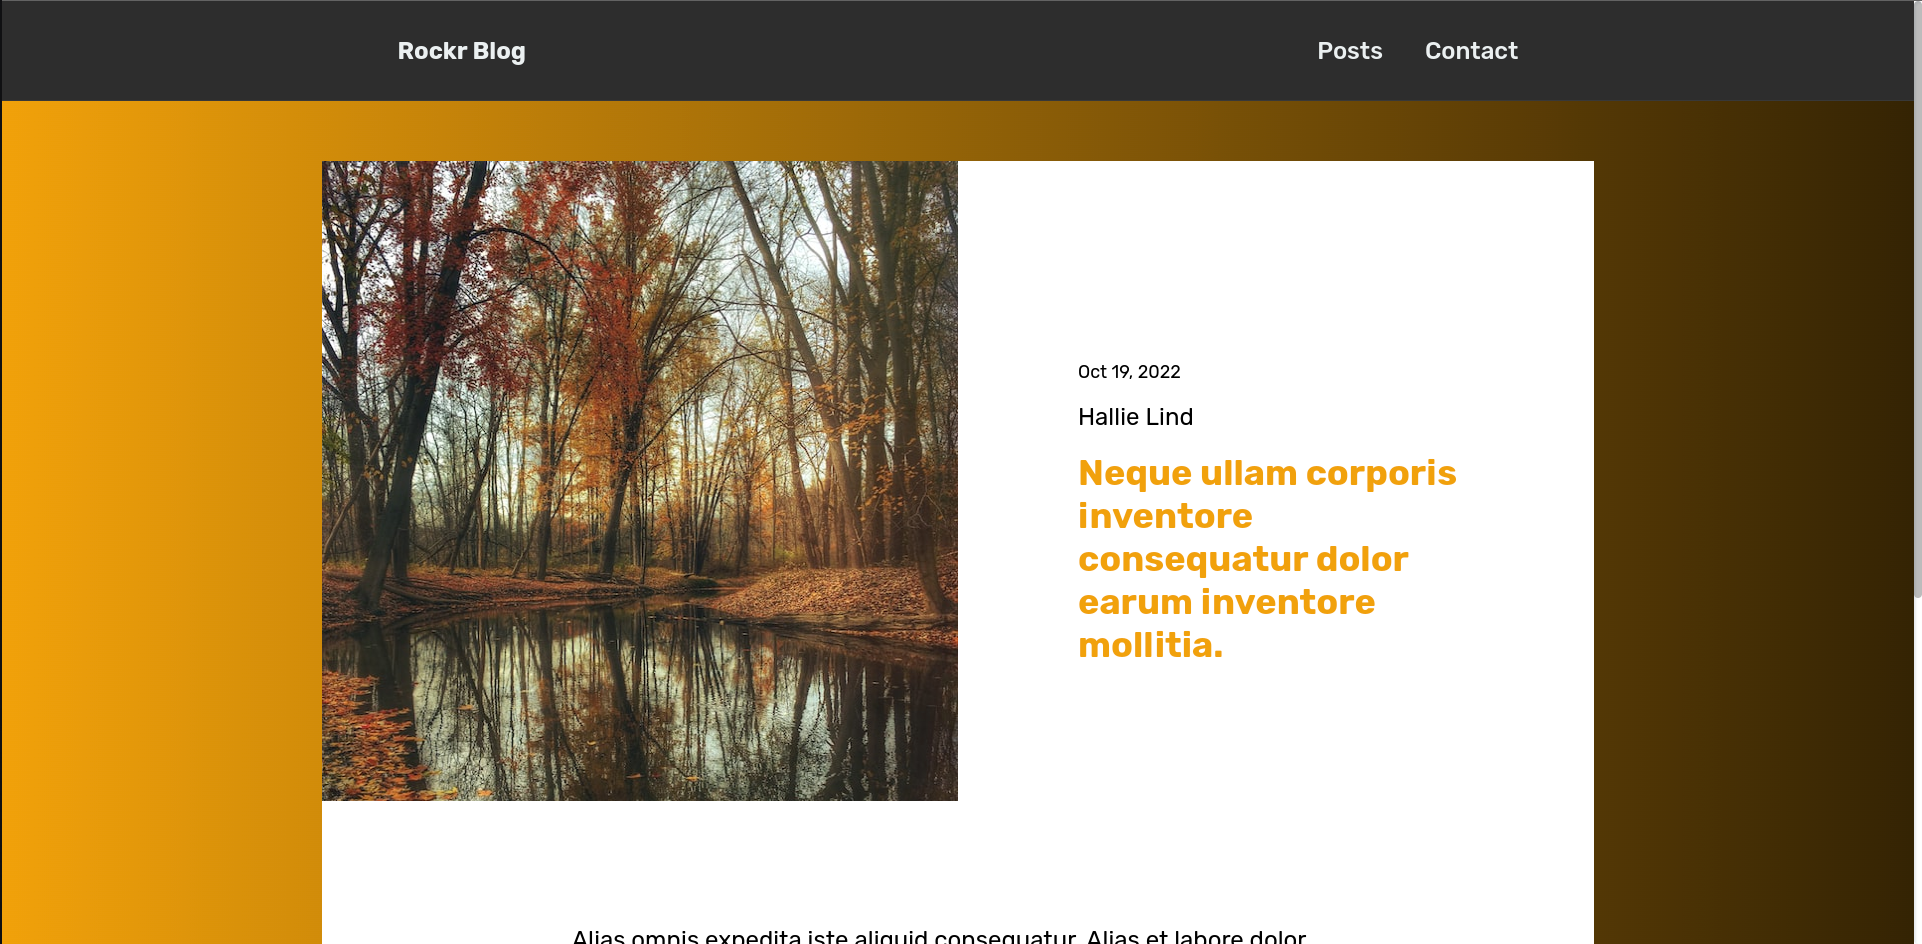 Rockr Blog
Posts Contact
Oct 19, 2022
Hallie Lind
Neque ullam corporis
inventore
consequatur dolor
earum inventore
mollitia.
Alias omnis expedita iste aliquid consequatur. Alias et labore dolor